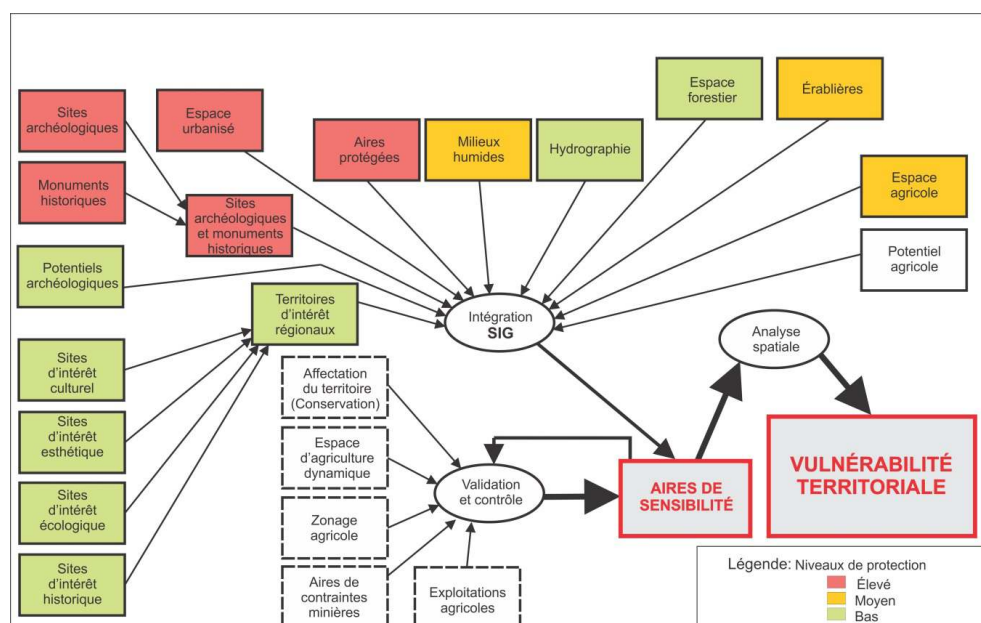 Sites
archéologiques
Espace
urbanisé
Aires
protégées
Milieux
humides
Hydrographie
Espace
forestier
Érablières
Monuments
historiques
Sites
archéologiques
et monuments
historiques
Espace
agricole
Potentiels
archéologiques
Potentiel
agricole
Territoires
d'intérêt
régionaux
Intégration
SIG
Analyse
spatiale
Sites
d'intérêt
culturel
Affectation
du territoire
(Conservation)
Sites
d'intérêt
esthétique
Espace
d'agriculture
dynamique
Validation
et contrôle
AIRES DE
SENSIBILITÉ
VULNÉRABILITÉ
TERRITORIALE
Sites
d'intérêt
écologique
Zonage
agricole
Sites
d'intérêt
historique
Aires de
contraintes
minières
Exploitations
agricoles
Légende: Niveaux de protection
Élevé
Moyen
Bas